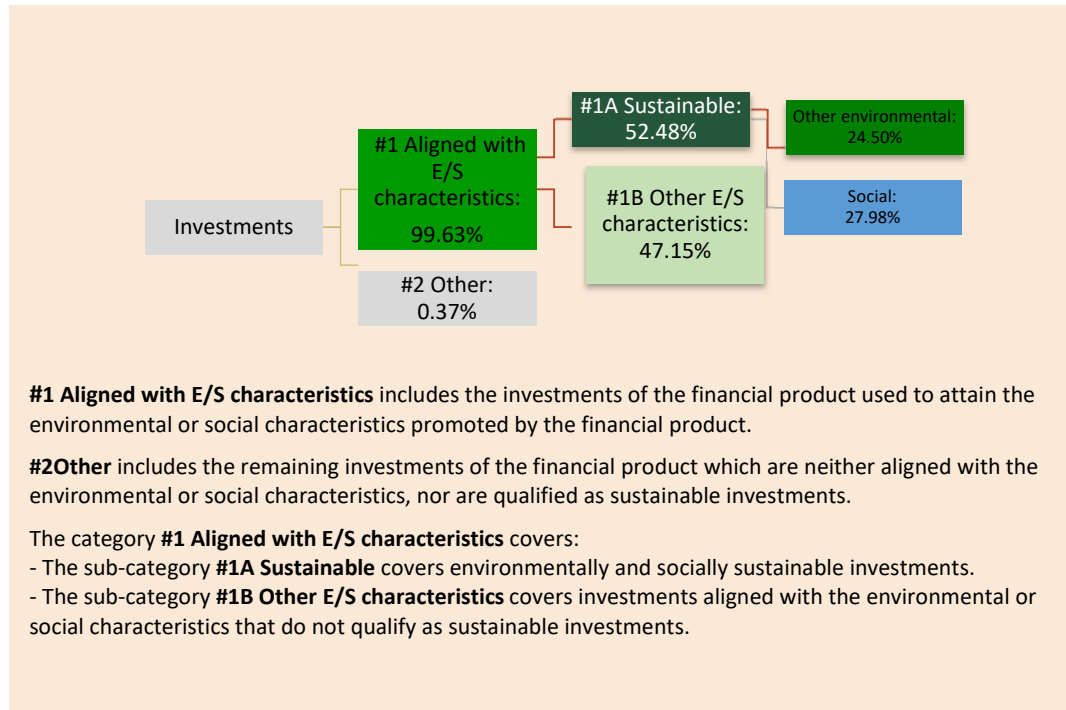 #1A Sustainable:
52.48%
Other environmental:
24.50%
#1 Aligned with
E/S
characteristics:
99.63%
#1B Other E/S
characteristics:
47.15%
Social:
27.98%
Investments
#2 Other:
0.37%
#1 Aligned with E/S characteristics includes the investments of the financial product used to attain the
environmental or social characteristics promoted by the financial product.
#2Other includes the remaining investments of the financial product which are neither aligned with the
environmental or social characteristics, nor are qualified as sustainable investments.
The category #1 Aligned with E/S characteristics covers:
- The sub-category #1A Sustainable covers environmentally and socially sustainable investments.
- The sub-category #1B Other E/S characteristics covers investments aligned with the environmental or
social characteristics that do not qualify as sustainable investments.